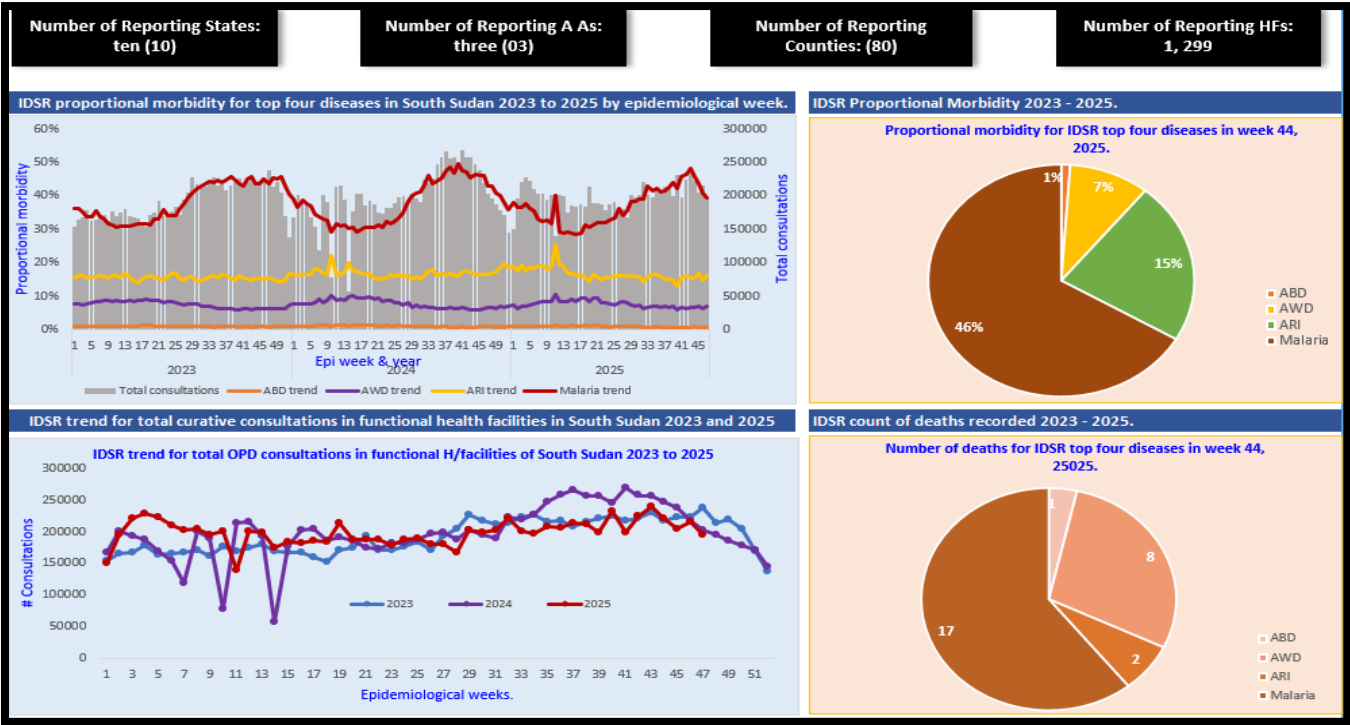 Number of Reporting States:
ten (10)
Number of Reporting A As:
three (03)
Number of Reporting
Counties: (80)
Number of Reporting HFs:
1, 299
IDSR proportional morbidity for top four diseases in South Sudan 2023 to 2025 by epidemiological week.
60%
50%
40%
30%
20%
10%
0%
Proportional morbidity
300000
250000
200000
150000
100000
50000
0
Total consultations
1 5 9 13 17 21 25 29 33 37 41 45 49 1 5 9 13 17 21 25 29 33 37 41 45 49 1 5 9 13 17 21 25 29 33 37 41 45
Epi week & year
2023 2024 2025
Total consultations ABD trend AWD trend ARI trend Malaria trend
IDSR Proportional Morbidity 2023 - 2025.
Proportional morbidity for IDSR top four diseases in week 44,
2025.
1%
7%
15%
46%
ABD
AWD
ARI
Malaria
IDSR trend for total curative consultations in functional health facilities in South Sudan 2023 and 2025
IDSR trend for total OPD consultations in functional H/facilities of South Sudan 2023 to 2025
300000
250000
200000
150000
100000
50000
0
# Consultations
2023 2024 2025
1 3 5 7 9 11 13 15 17 19 21 23 25 27 29 31 33 35 37 39 41 43 45 47 49 51
Epidemiological weeks.
IDSR count of deaths recorded 2023 - 2025.
Number of deaths for IDSR top four diseases in week 44,
25025.
1
8
2
17
ABD
AWD
ARI
Malaria